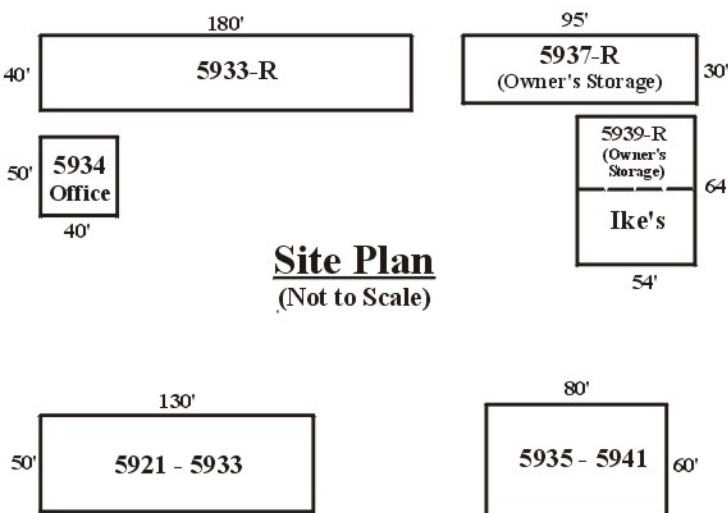 180'
95'
40'
5933-R
5937-R
(Owner's Storage)
30'
5939-R
(Owner's
Storage)
64
Ike's
54'
50'
5934
Office
40'
Site Plan
(Not to Scale)
130'
50'
5921 - 5933
80'
5935 - 5941
60'